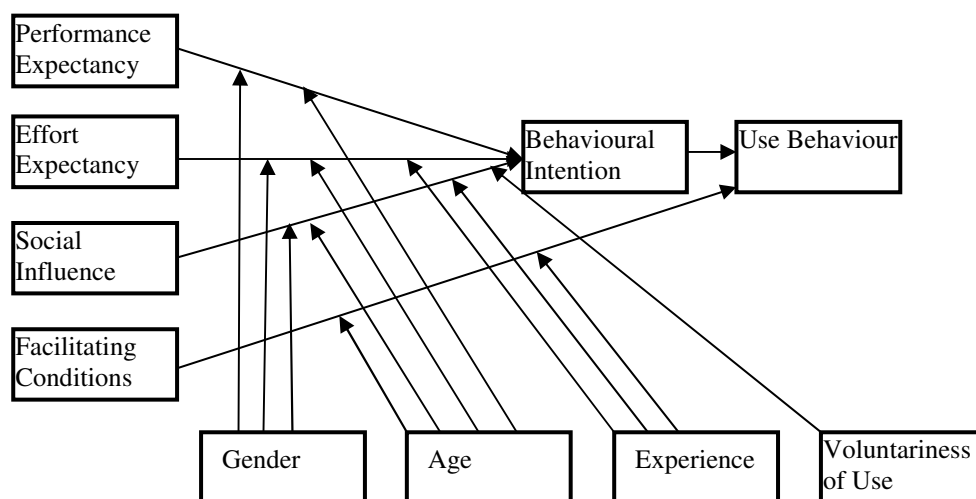 Performance
Expectancy
Effort
Expectancy
Behavioural
Intention
Use Behaviour
Social
Influence
Facilitating
Conditions
Gender
Age
Experience
Voluntariness
of Use